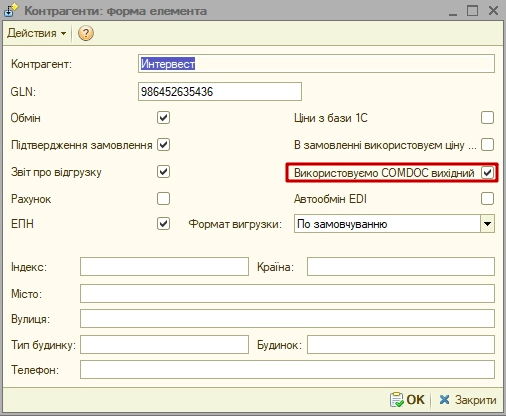 Контрагенти: форма елемента
Действия
Контрагент: Интервест
GLN: 986452635436
Обмін Ціни з бази 1С
Підтвердження замовлення В замовленні використовуєм ціну ...
Звіт про відгрузку Використовуємо COMDOC вихідний
Рахунок Автообмін EDI
ЕПН Формат вигрузки: По замовчуванню
Індекс: Країна:
Місто:
Вулиця:
Тип будинку: Будинок:
Телефон:
OK Закрити